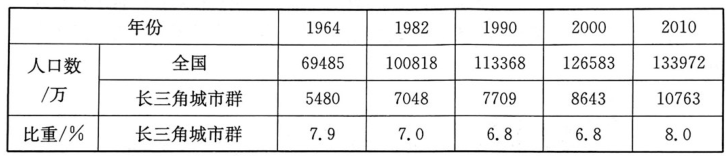 年份 1964 1982 1990 2000 2010
人口数/万 全国 69485 100818 113368 126583 133972
长三角城市群 5480 7048 7709 8643 10763
比重/% 长三角城市群 7.9 7.0 6.8 6.8 8.0